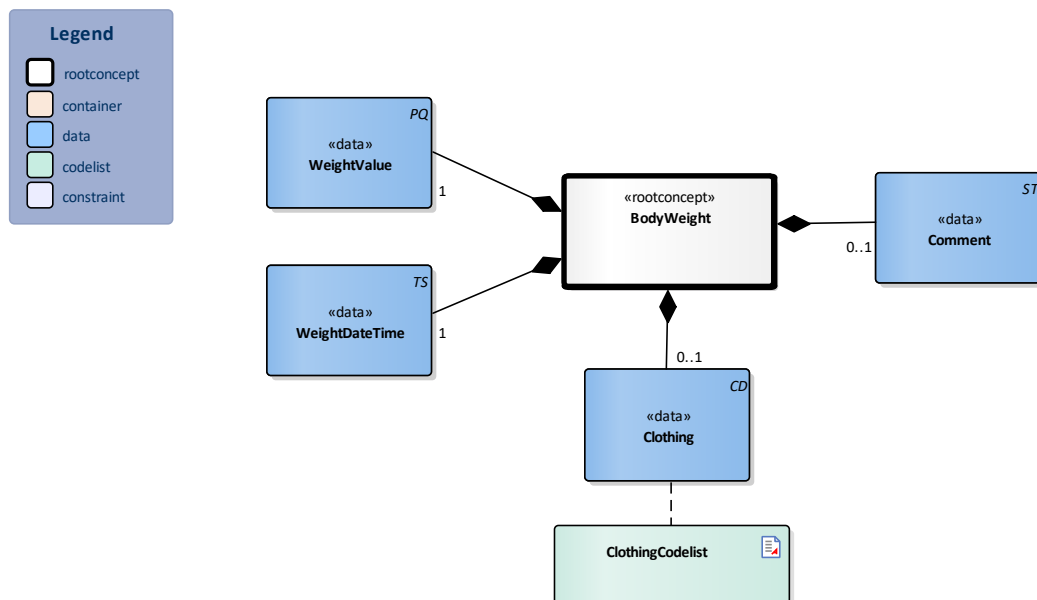 Legend
rootconcept
container
data
codelist
constraint
PQ
«data»
WeightValue
1
«rootconcept»
BodyWeight
ST
«data»
Comment
0..1
TS
«data»
WeightDateTime
1
0..1
CD
«data»
Clothing
ClothingCodelist